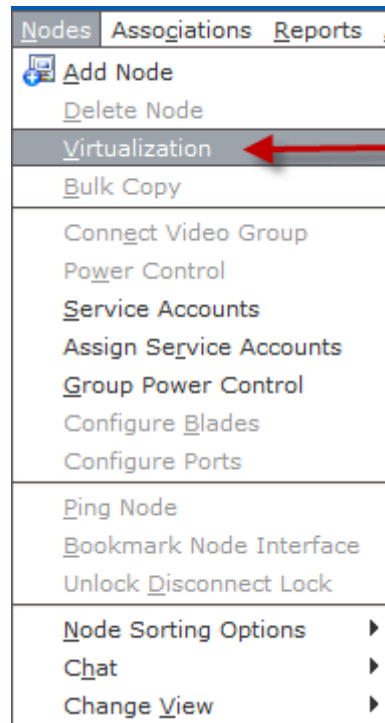 Nodes Associations Reports
Add Node
Delete Node
Virtualization
Bulk Copy
Connect Video Group
Power Control
Service Accounts
Assign Service Accounts
Group Power Control
Configure Blades
Configure Ports
Ping Node
Bookmark Node Interface
Unlock Disconnect Lock
Node Sorting Options
Chat
Change View